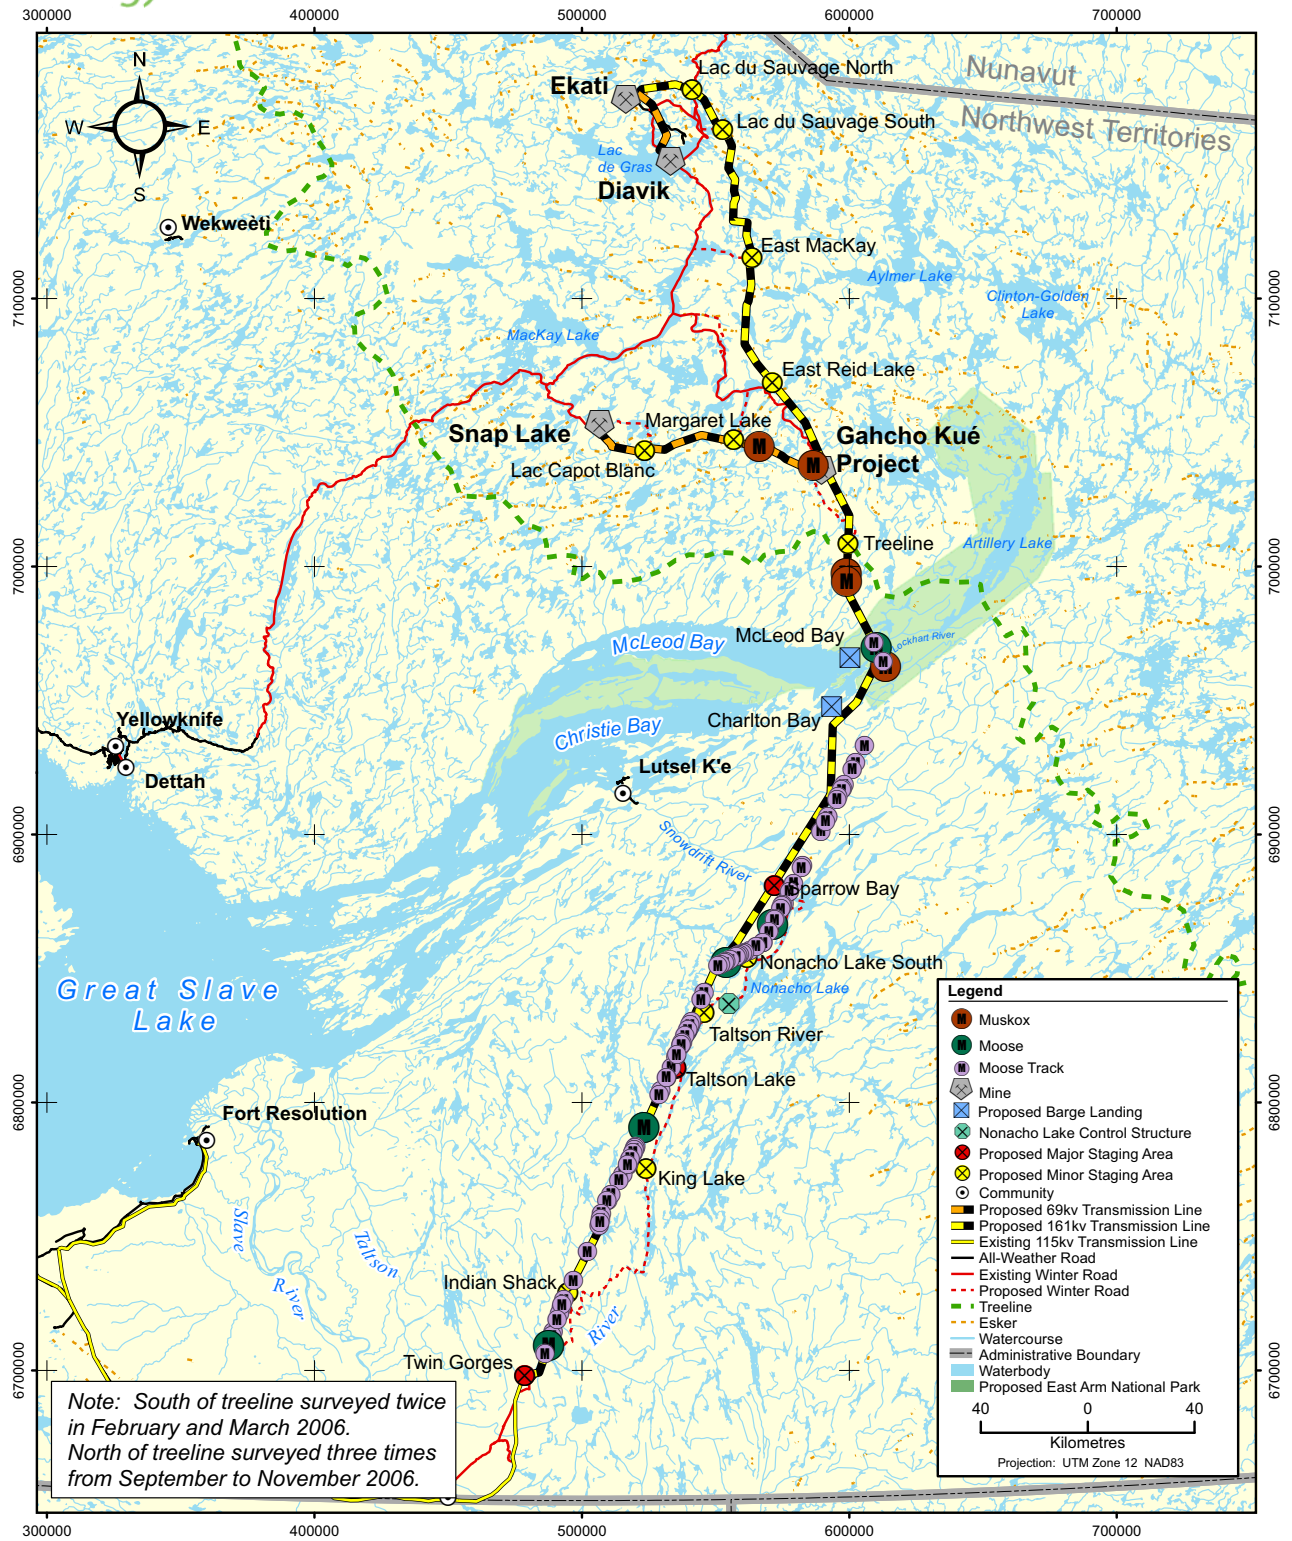 300000
400000
500000
600000
700000
N
W
E
S
Nunavut
Northwest Territories
Lac du Sauvage North
Ekati
Lac du Sauvage South
Lac
de Gras
Diavik
Wekweètì
East MacKay
Aylmer Lake
Clinton-Golden
Lake
7100000
7100000
MacKay Lake
East Reid Lake
Margaret Lake
Snap Lake
Gahcho Kué
Project
Lac Capot Blanc
Treeline
Artillery Lake
7000000
7000000
McLeod Bay
McLeod Bay
Lockhart River
Charlton Bay
Christie Bay
Yellowknife
Dettah
Lutsel K'e
6900000
6900000
Snowdrift River
Sparrow Bay
Nonacho Lake South
Nonacho Lake
Great Slave
Lake
Taltson River
Taltson Lake
Fort Resolution
6800000
6800000
King Lake
Slave
River
Taltson
River
Indian Shack
Twin Gorges
6700000
6700000
Legend
M Muskox
M Moose
M Moose Track
Mine
Proposed Barge Landing
Nonacho Lake Control Structure
Proposed Major Staging Area
Proposed Minor Staging Area
Community
Proposed 69kv Transmission Line
Proposed 161kv Transmission Line
Existing 115kv Transmission Line
All-Weather Road
Existing Winter Road
Proposed Winter Road
Treeline
Esker
Watercourse
Administrative Boundary
Waterbody
Proposed East Arm National Park
40 0 40
Kilometres
Projection: UTM Zone 12 NAD83
Note: South of treeline surveyed twice
in February and March 2006.
North of treeline surveyed three times
from September to November 2006.
300000
400000
500000
600000
700000